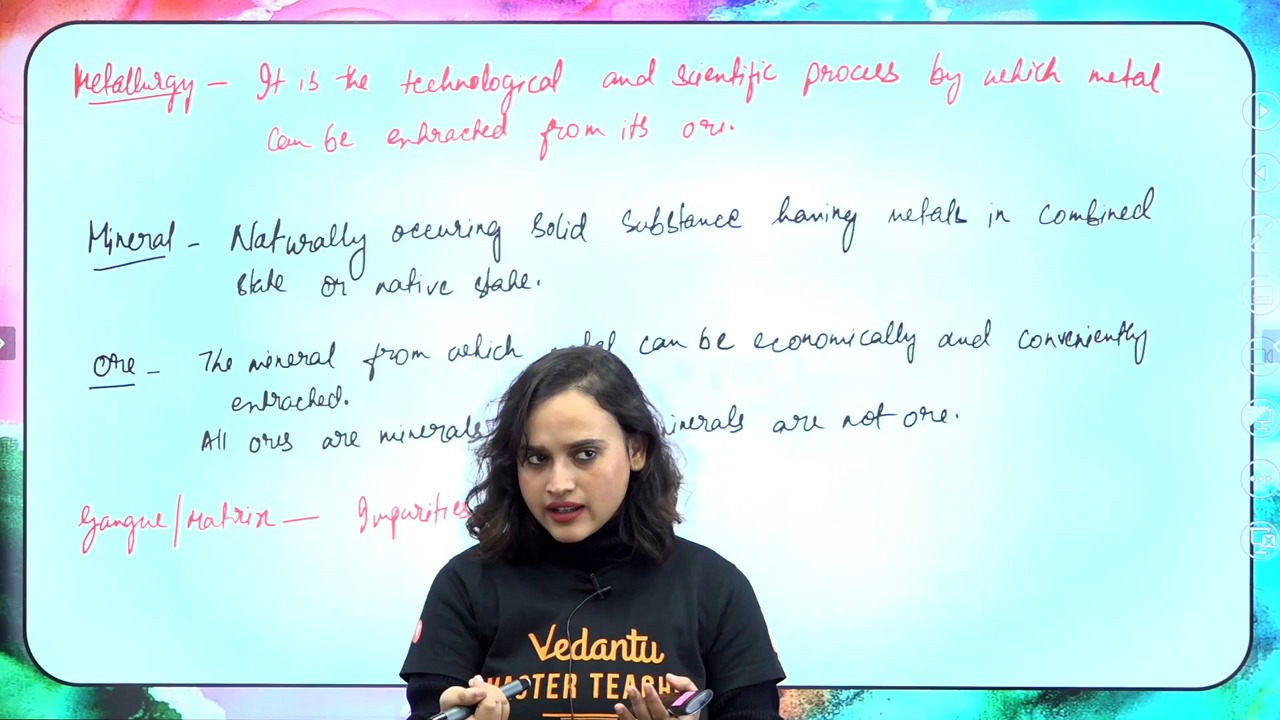 Metallurgy – It is the technological and scientific process by which metal
can be extracted from its ore.
Mineral – Naturally occuring solid substance having metals in combined
state or native state.
Ore – The mineral from which can be economically and conveniently
extracted.
All ores are minerals minerals are not ore.
Gangue/Matrix — Impurities
Vedantu
MASTER TEACHER